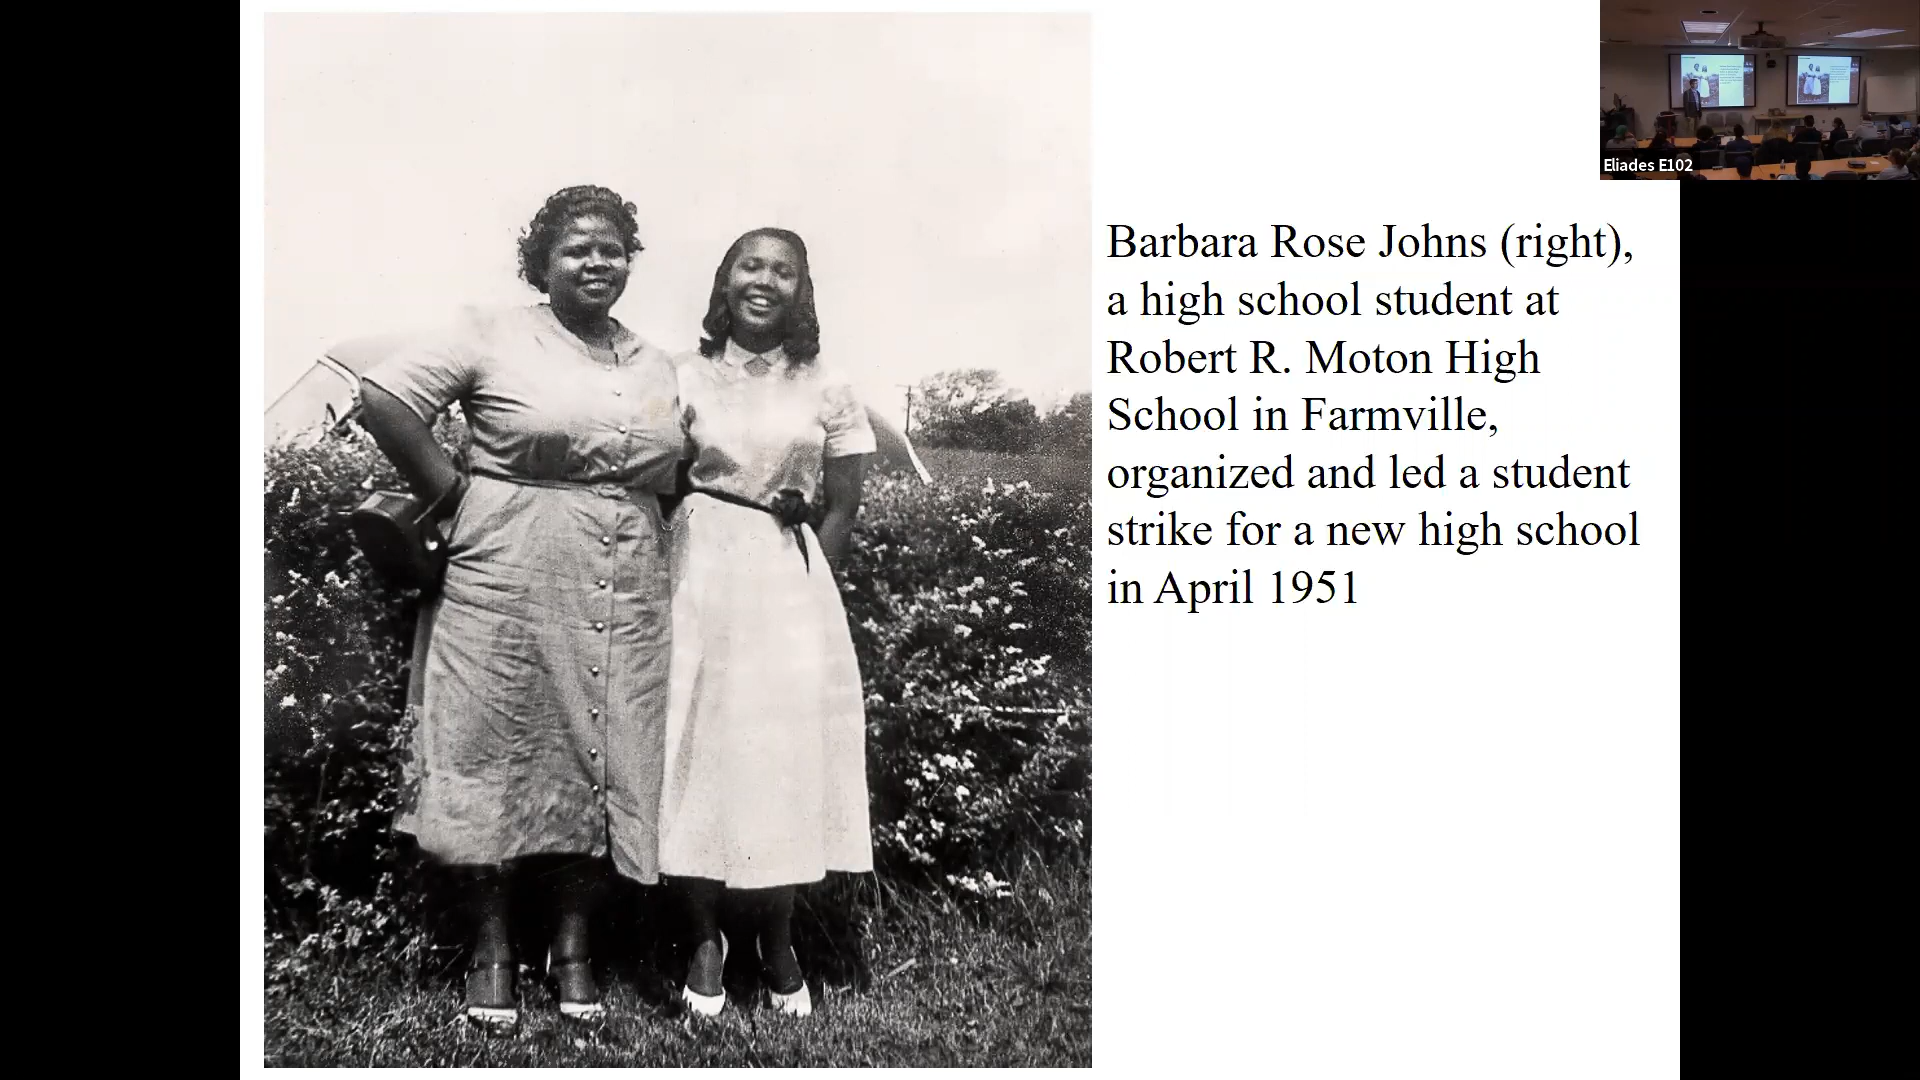 Eliades E102
Barbara Rose Johns (right),
a high school student at
Robert R. Moton High
School in Farmville,
organized and led a student
strike for a new high school
in April 1951